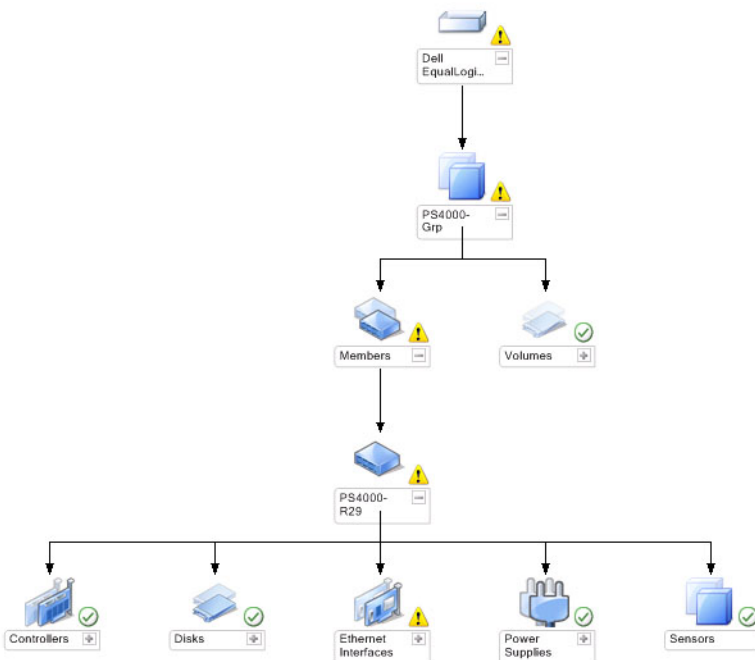 Dell
EqualLogi...
PS4000-
Grp
Members
Volumes
PS4000-
R29
Controllers
Disks
Ethernet
Interfaces
Power
Supplies
Sensors